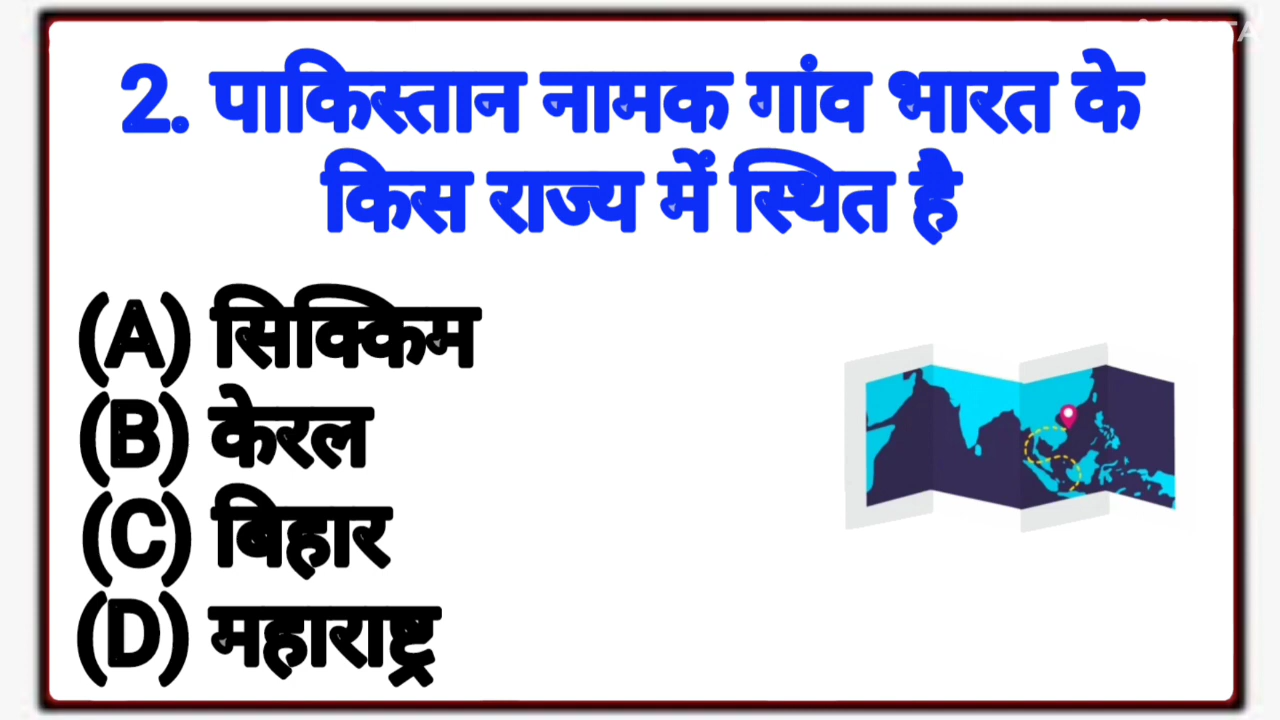 2. पाकिस्तान नामक गांव भारत के
किस राज्य में स्थित है
(A) सिक्किम
(B) केरल
(C) बिहार
(D) महाराष्ट्र